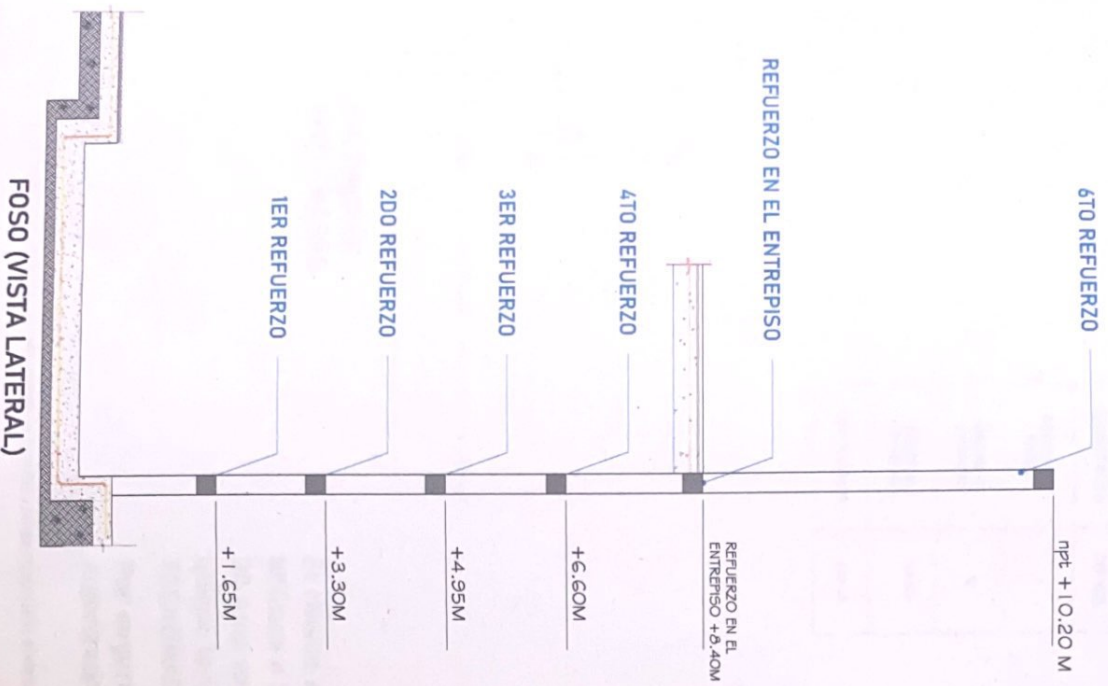 6TO REFUERZO
npt +10.20 M
REFUERZO EN EL ENTREPISO
REFUERZO EN EL
ENTREPISO +8.40M
4TO REFUERZO
+6.60M
3ER REFUERZO
+4.95M
2DO REFUERZO
+3.30M
1ER REFUERZO
+1.65M
FOSO (VISTA LATERAL)